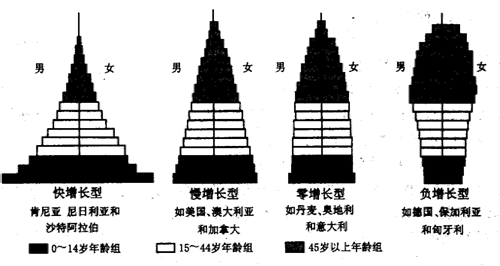 男 女 男 女 男 女 男 女
快增长型 慢增长型 零增长型 负增长型
肯尼亚 尼日利亚和 如美国、澳大利亚 如丹麦、奥地利 如德国、保加利亚
沙特阿拉伯 和加拿大 和意大利 和匈牙利
0～14岁年龄组 15～44岁年龄组 45岁以上年龄组